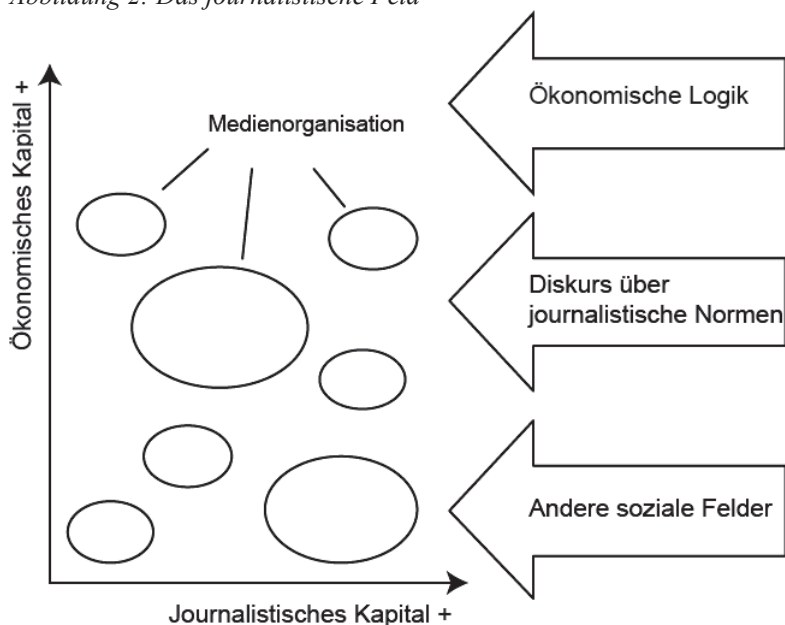 Abbildung 2: Das journalistische Feld
Ökonomisches Kapital +
Medienorganisation
Ökonomische Logik
Diskurs über
journalistische Normen
Andere soziale Felder
Journalistisches Kapital +